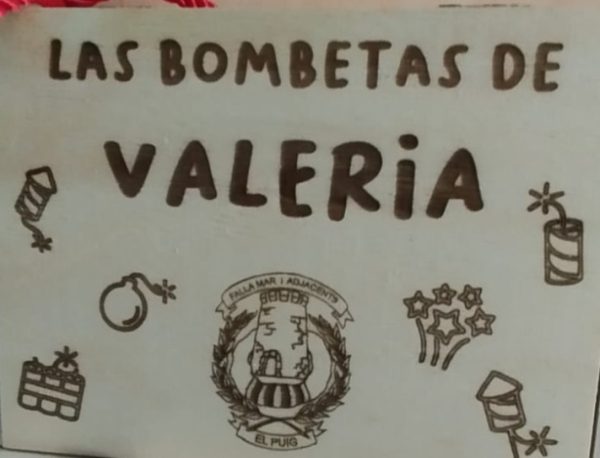 LAS BOMBETAS DE
VALERiA
FALLA MAR i ADJACENTS
EL PUIG